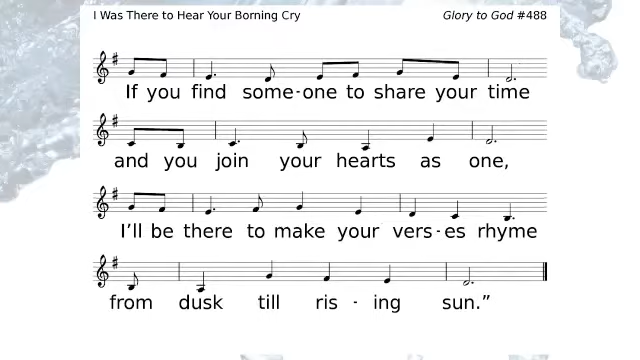 I Was There to Hear Your Borning Cry
Glory to God #488
If you find some-one to share your time
and you join your hearts as one,
I'll be there to make your vers-es rhyme
from dusk till ris - ing sun.”